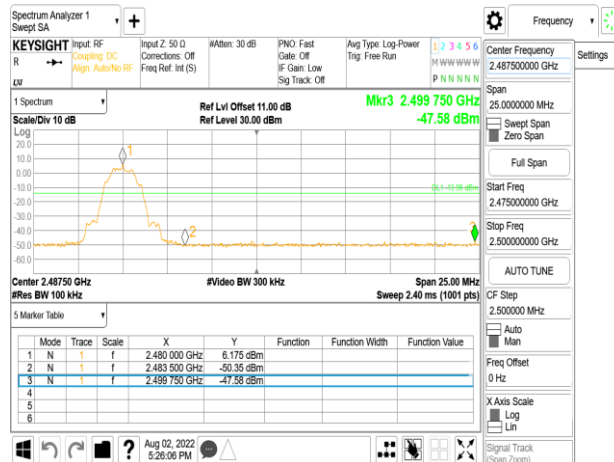 Spectrum Analyzer 1
Swept SA
Frequency
KEYSIGHT
R
LXI
Input: RF
Coupling: DC
Align: Auto/No RF
Input Z: 50 Ω
Corrections: Off
Freq Ref: Int (S)
#Atten: 30 dB
PNO: Fast
Gate: Off
IF Gain: Low
Sig Track: Off
Avg Type: Log-Power
Trig: Free Run
1 2 3 4 5 6
M W W W W W
P N N N N N
1 Spectrum
Scale/Div 10 dB
Ref Lvl Offset 11.00 dB
Ref Level 30.00 dBm
Mkr3 2.499 750 GHz
-47.58 dBm
Log
20.0
10.0
0.00
-10.0
-20.0
-30.0
-40.0
-50.0
-60.0
1
2
3
Center 2.48750 GHz
#Res BW 100 kHz
#Video BW 300 kHz
Span 25.00 MHz
Sweep 2.40 ms (1001 pts)
5 Marker Table
Mode Trace Scale X Y Function Function Width Function Value
1 N 1 f 2.480 000 GHz 6.175 dBm
2 N 1 f 2.483 500 GHz -50.35 dBm
3 N 1 f 2.499 750 GHz -47.58 dBm
4
5
6
Aug 02, 2022
5:26:06 PM
Center Frequency
2.487500000 GHz
Settings
Span
25.0000000 MHz
Swept Span
Zero Span
Full Span
Start Freq
2.475000000 GHz
Stop Freq
2.500000000 GHz
AUTO TUNE
CF Step
2.500000 MHz
Auto
Man
Freq Offset
0 Hz
X Axis Scale
Log
Lin
Signal Track
(Span Zoom)